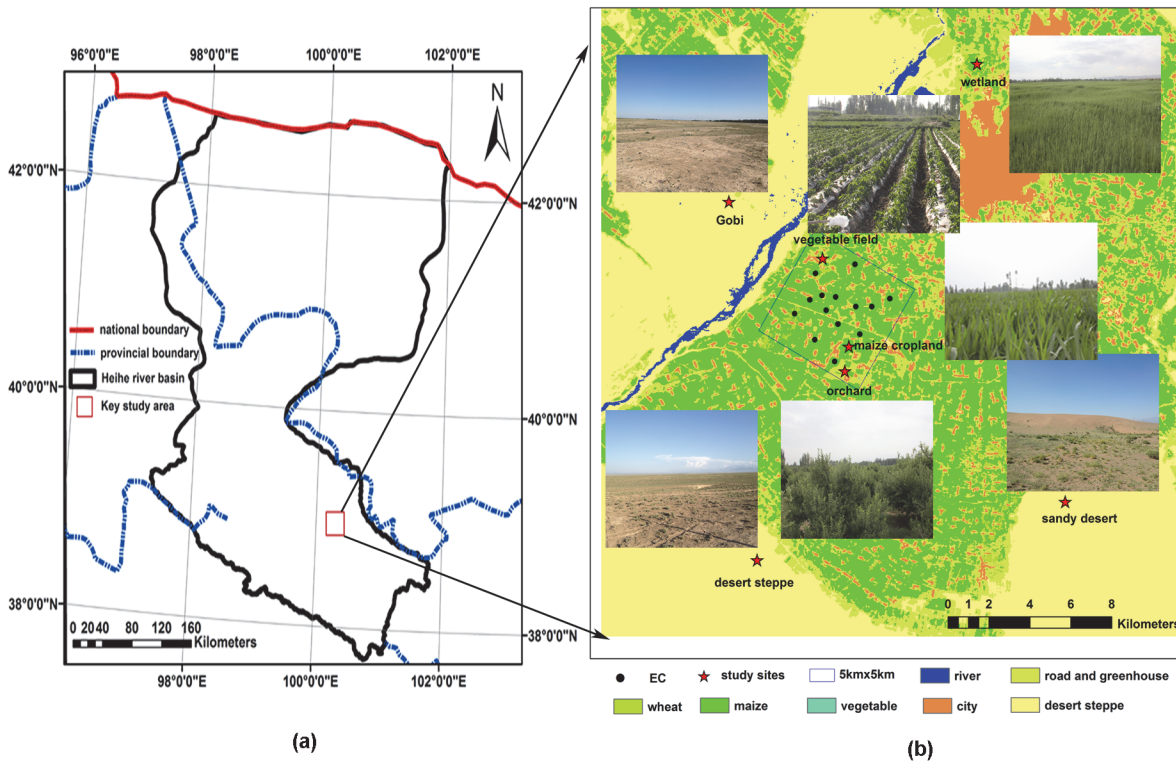 96°0'0"E 98°0'0"E 100°0'0"E 102°0'0"E
N
42°0'0"N
42°0'0"N
national boundary
provincial boundary
Heihe river basin
Key study area
40°0'0"N
40°0'0"N
38°0'0"N
38°0'0"N
0 20 40 80 120 160
Kilometers
98°0'0"E 100°0'0"E 102°0'0"E
(a)
wetland
Gobi
vegetable field
maize cropland
orchard
sandy desert
desert steppe
0 1 2 4 6 8
Kilometers
EC study sites 5kmx5km river road and greenhouse
wheat maize vegetable city desert steppe
(b)